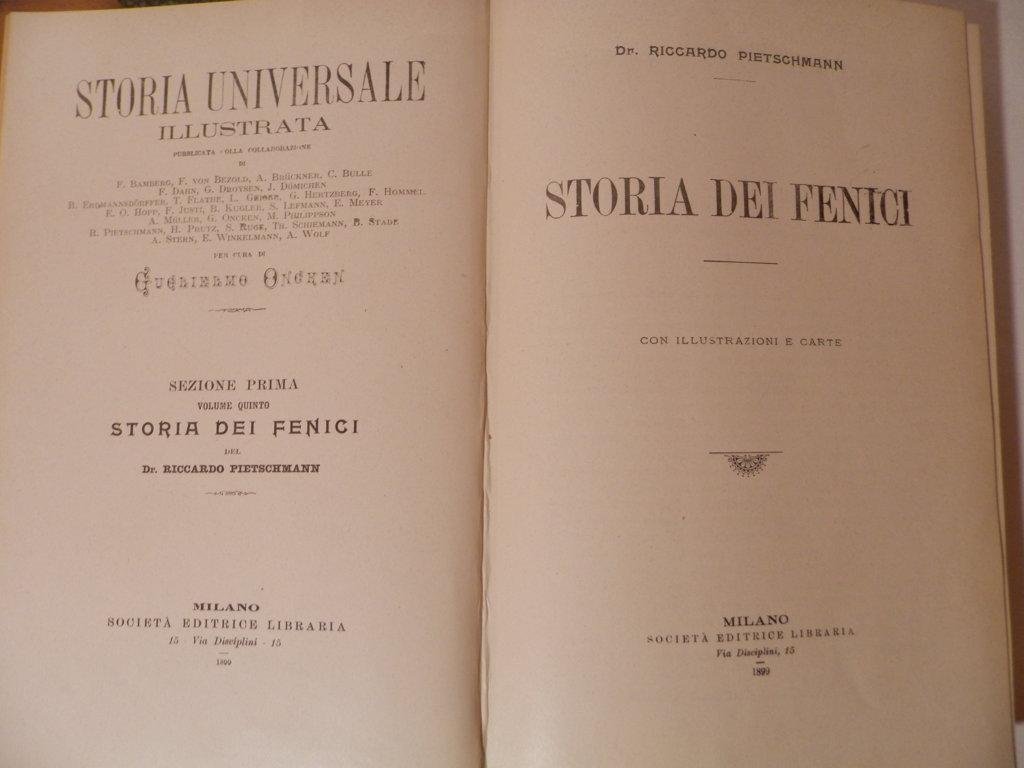 STORIA UNIVERSALE
ILLUSTRATA
PUBBLICATA COLLA COLLABORAZIONE
DI
F. BAMBERG, F. VON BEZOLD, A. BRÜCKNER, C. BULLE
F. DAHN, G. DROYSEN, J. DÜMICHEN
B. ERDMANNSDÖRFFER, T. FLATHE, L. GEIGER, G. HERTZBERG, F. HOMMEL
E. O. HOPP, F. JUSTI, B. KUGLER, S. LEFMANN, E. MEYER
A. MÜLLER, G. ONCKEN, M. PHILIPPSON
R. PIETSCHMANN, H. PRUTZ, S. RUGE, TH. SCHIEMANN, B. STADE
A. STERN, E. WINKELMANN, A. WOLF
PER CURA DI
GUGLIELMO ONCKEN
SEZIONE PRIMA
VOLUME QUINTO
STORIA DEI FENICI
DEL
Dr. RICCARDO PIETSCHMANN
MILANO
SOCIETÀ EDITRICE LIBRARIA
15 - Via Disciplini - 15
1899
Dr. RICCARDO PIETSCHMANN
STORIA DEI FENICI
CON ILLUSTRAZIONI E CARTE
MILANO
SOCIETÀ EDITRICE LIBRARIA
Via Disciplini, 15
1899